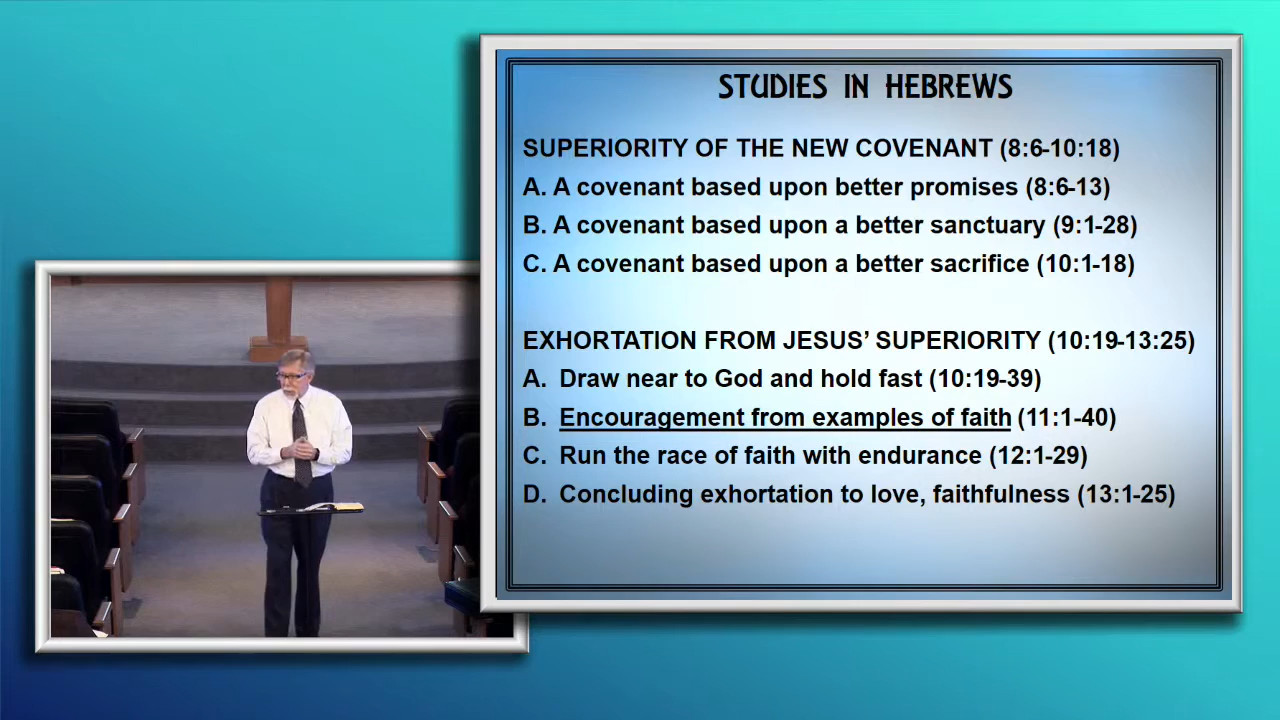 STUDIES IN HEBREWS
SUPERIORITY OF THE NEW COVENANT (8:6-10:18)
A. A covenant based upon better promises (8:6-13)
B. A covenant based upon a better sanctuary (9:1-28)
C. A covenant based upon a better sacrifice (10:1-18)
EXHORTATION FROM JESUS’ SUPERIORITY (10:19-13:25)
A. Draw near to God and hold fast (10:19-39)
B. Encouragement from examples of faith (11:1-40)
C. Run the race of faith with endurance (12:1-29)
D. Concluding exhortation to love, faithfulness (13:1-25)